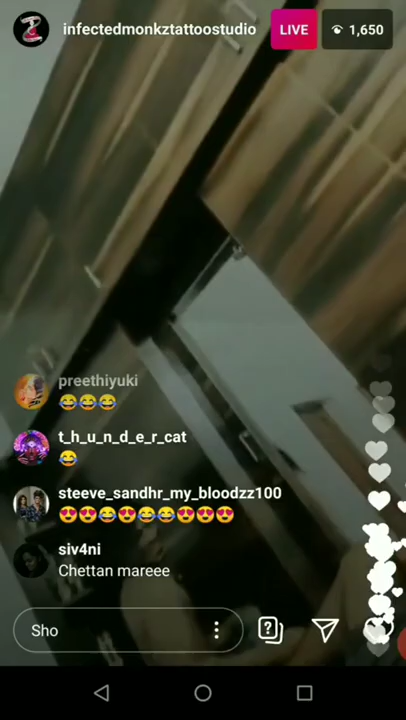 infectedmonkztattoostudio
LIVE
1,650
preethiyuki
😂😂😂
t_h_u_n_d_e_r_cat
😂
steeve_sandhr_my_bloodzz100
😍😍😂😍😂😂😍😍😍
siv4ni
Chettan mareee
Sho